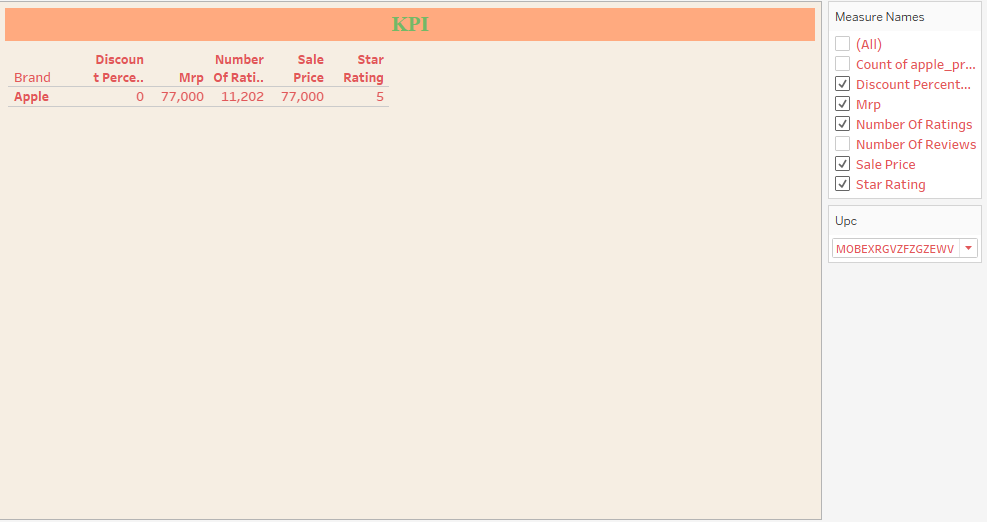 KPI
Discoun Number Sale Star
Brand t Perce.. Mrp Of Rati.. Price Rating
Apple 0 77,000 11,202 77,000 5
Measure Names
(All)
Count of apple_pr...
Discount Percent...
Mrp
Number Of Ratings
Number Of Reviews
Sale Price
Star Rating
Upc
MOBEXRGVZFZGZEWV